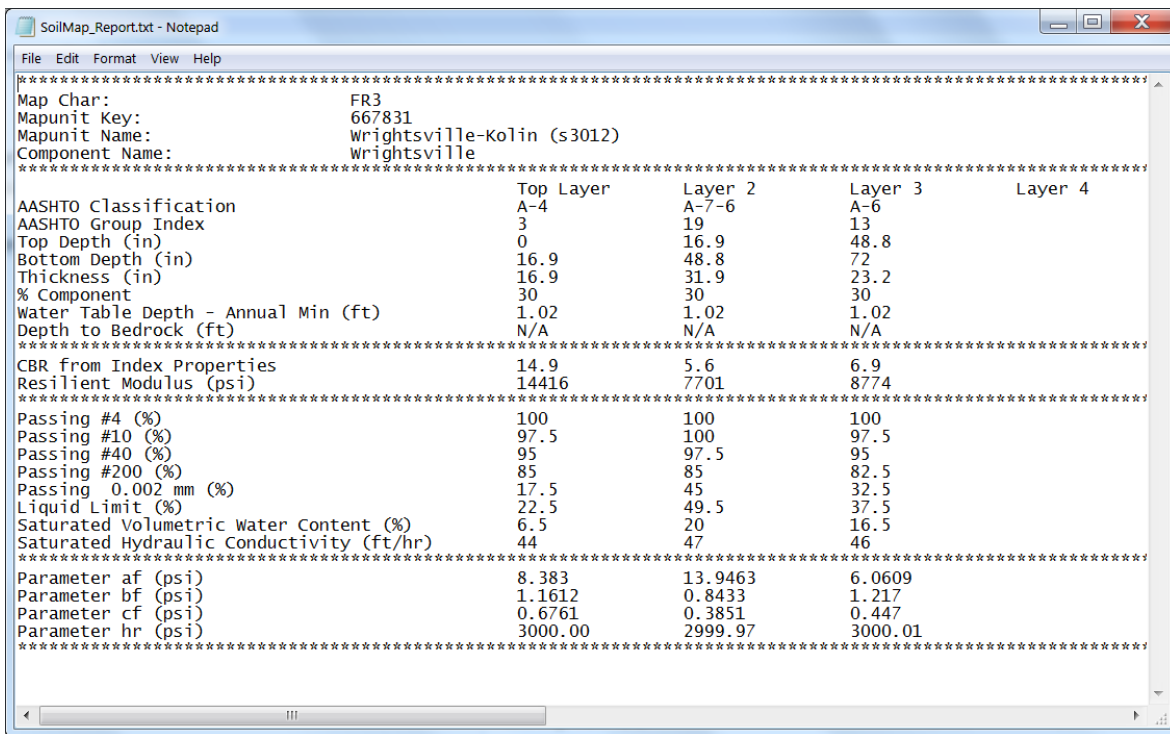 SoilMap_Report.txt - Notepad
File Edit Format View Help
********************************************************************************************************************
Map Char: FR3
Mapunit Key: 667831
Mapunit Name: Wrightsville-Kolin (s3012)
Component Name: Wrightsville
********************************************************************************************************************
Top Layer Layer 2 Layer 3 Layer 4
AASHTO Classification A-4 A-7-6 A-6
AASHTO Group Index 3 19 13
Top Depth (in) 0 16.9 48.8
Bottom Depth (in) 16.9 48.8 72
Thickness (in) 16.9 31.9 23.2
% Component 30 30 30
Water Table Depth - Annual Min (ft) 1.02 1.02 1.02
Depth to Bedrock (ft) N/A N/A N/A
********************************************************************************************************************
CBR from Index Properties 14.9 5.6 6.9
Resilient Modulus (psi) 14416 7701 8774
********************************************************************************************************************
Passing #4 (%) 100 100 100
Passing #10 (%) 97.5 100 97.5
Passing #40 (%) 95 97.5 95
Passing #200 (%) 85 85 82.5
Passing 0.002 mm (%) 17.5 45 32.5
Liquid Limit (%) 22.5 49.5 37.5
Saturated Volumetric Water Content (%) 6.5 20 16.5
Saturated Hydraulic Conductivity (ft/hr) 44 47 46
********************************************************************************************************************
Parameter af (psi) 8.383 13.9463 6.0609
Parameter bf (psi) 1.1612 0.8433 1.217
Parameter cf (psi) 0.6761 0.3851 0.447
Parameter hr (psi) 3000.00 2999.97 3000.01
********************************************************************************************************************